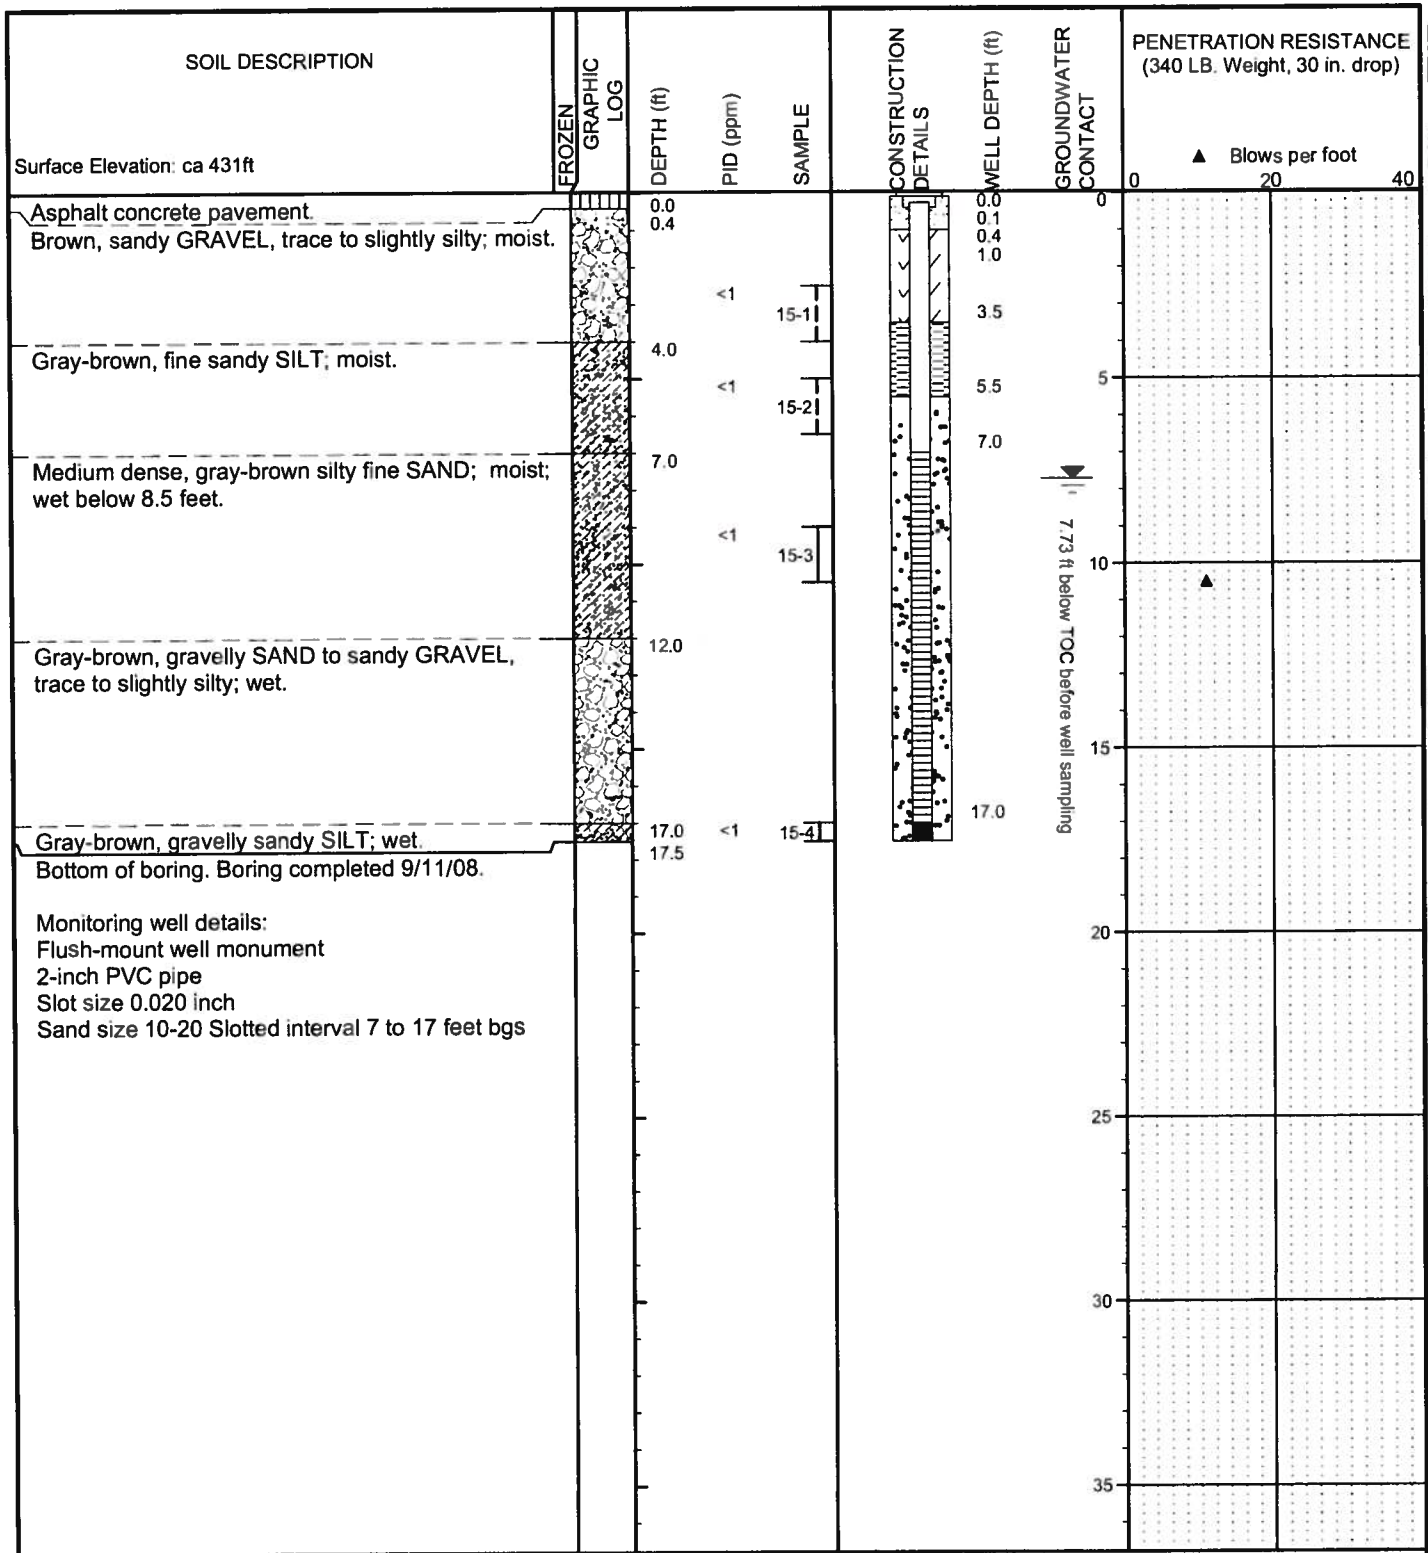 SOIL DESCRIPTION
Surface Elevation: ca 431ft
FROZEN
GRAPHIC LOG
DEPTH (ft)
PID (ppm)
SAMPLE
CONSTRUCTION DETAILS
WELL DEPTH (ft)
GROUNDWATER CONTACT
PENETRATION RESISTANCE
(340 LB. Weight, 30 in. drop)
▲ Blows per foot
0 20 40
Asphalt concrete pavement.
Brown, sandy GRAVEL, trace to slightly silty; moist.
Gray-brown, fine sandy SILT; moist.
Medium dense, gray-brown silty fine SAND; moist;
wet below 8.5 feet.
Gray-brown, gravelly SAND to sandy GRAVEL,
trace to slightly silty; wet.
Gray-brown, gravelly sandy SILT; wet.
Bottom of boring. Boring completed 9/11/08.
Monitoring well details:
Flush-mount well monument
2-inch PVC pipe
Slot size 0.020 inch
Sand size 10-20 Slotted interval 7 to 17 feet bgs
0.0
0.4
4.0
7.0
12.0
17.0
17.5
<1
<1
<1
<1
15-1
15-2
15-3
15-4
0.0
0.1
0.4
1.0
3.5
5.5
7.0
17.0
7.73 ft below TOC before well sampling
0
5
10
15
20
25
30
35